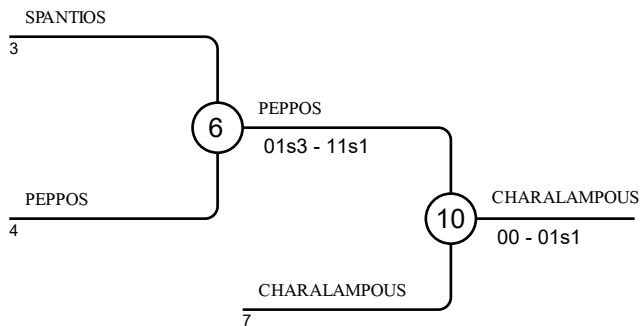 SPANTIOS
3
6
PEPPOS
01s3 - 11s1
PEPPOS
4
10
CHARALAMPOUS
00 - 01s1
CHARALAMPOUS
7